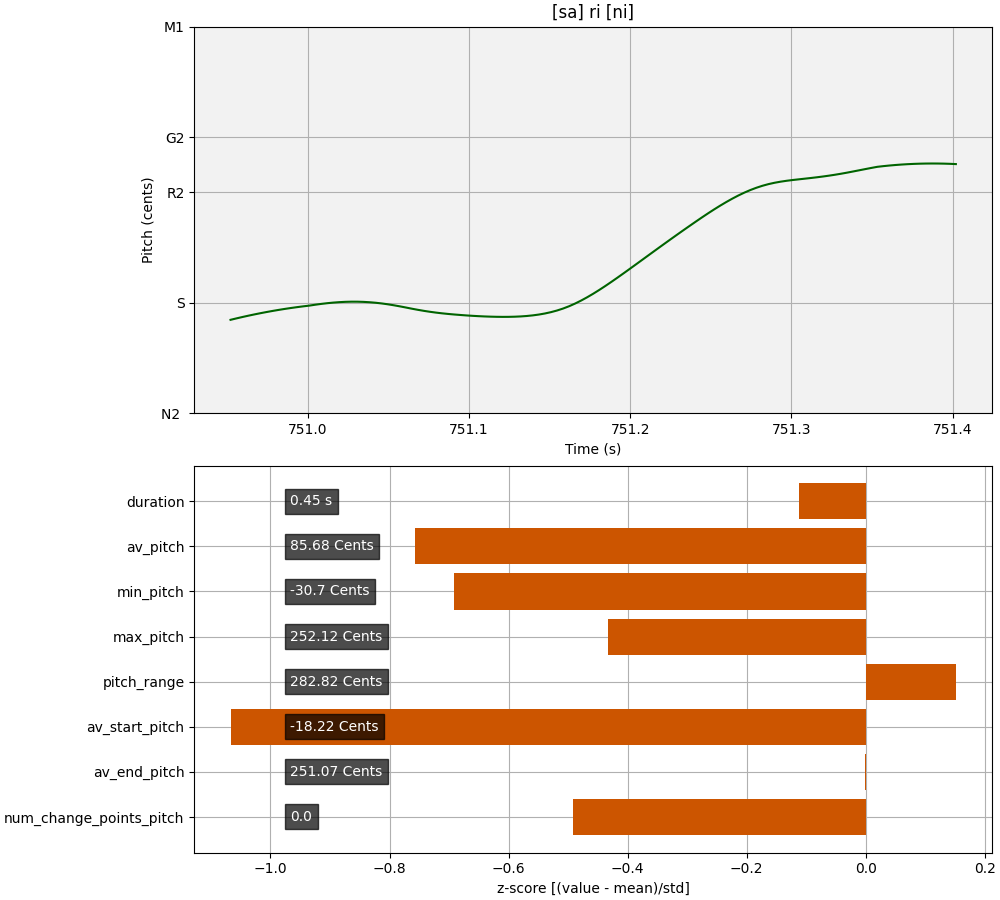 [sa] ri [ni]
M1
G2
R2
S
N2
Pitch (cents)
751.0 751.1 751.2 751.3 751.4
Time (s)
duration 0.45 s
av_pitch 85.68 Cents
min_pitch -30.7 Cents
max_pitch 252.12 Cents
pitch_range 282.82 Cents
av_start_pitch -18.22 Cents
av_end_pitch 251.07 Cents
num_change_points_pitch 0.0
−1.0 −0.8 −0.6 −0.4 −0.2 0.0 0.2
z-score [(value - mean)/std]